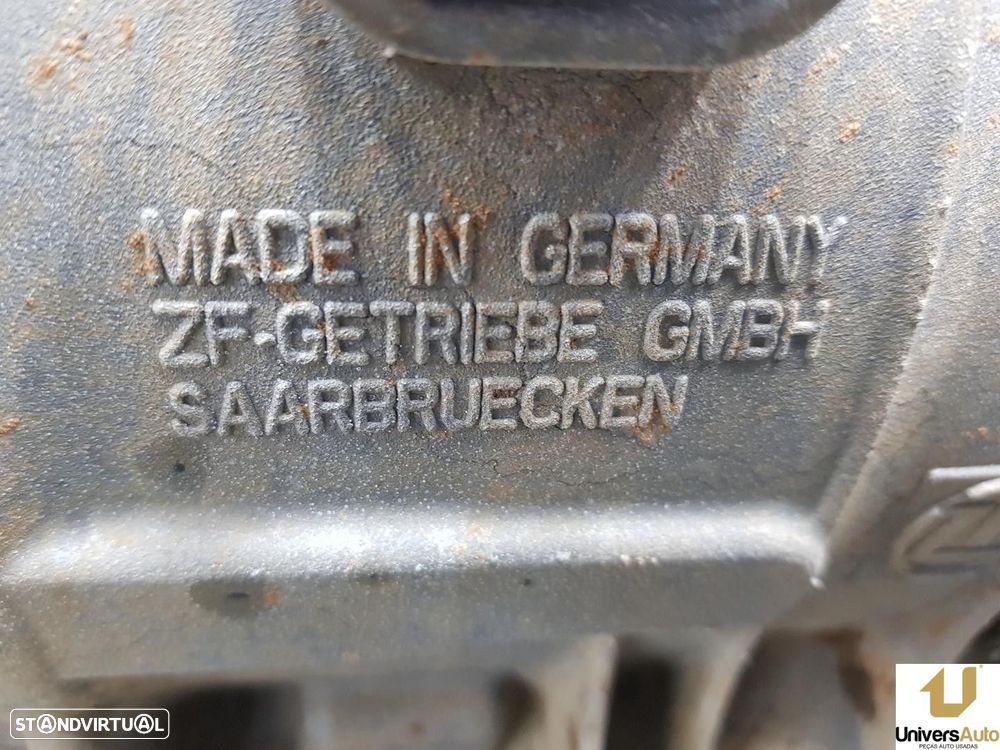 MADE IN GERMANY
ZF-GETRIEBE GMBH
SAARBRUECKEN
STANDVIRTUAL
UniversAuto
PEÇAS AUTO USADAS